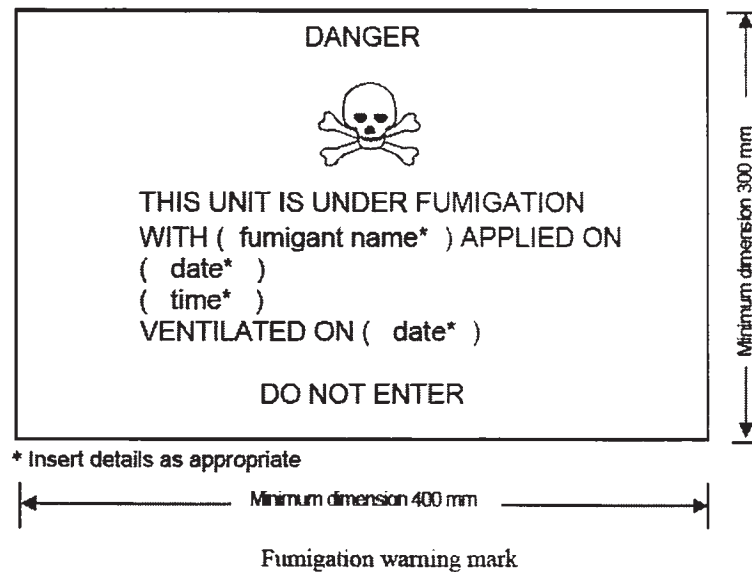 DANGER
THIS UNIT IS UNDER FUMIGATION
WITH ( fumigant name* ) APPLIED ON
( date* )
( time* )
VENTILATED ON ( date* )
DO NOT ENTER
Minimum dimension 300 mm
* Insert details as appropriate
Minimum dimension 400 mm
Fumigation warning mark